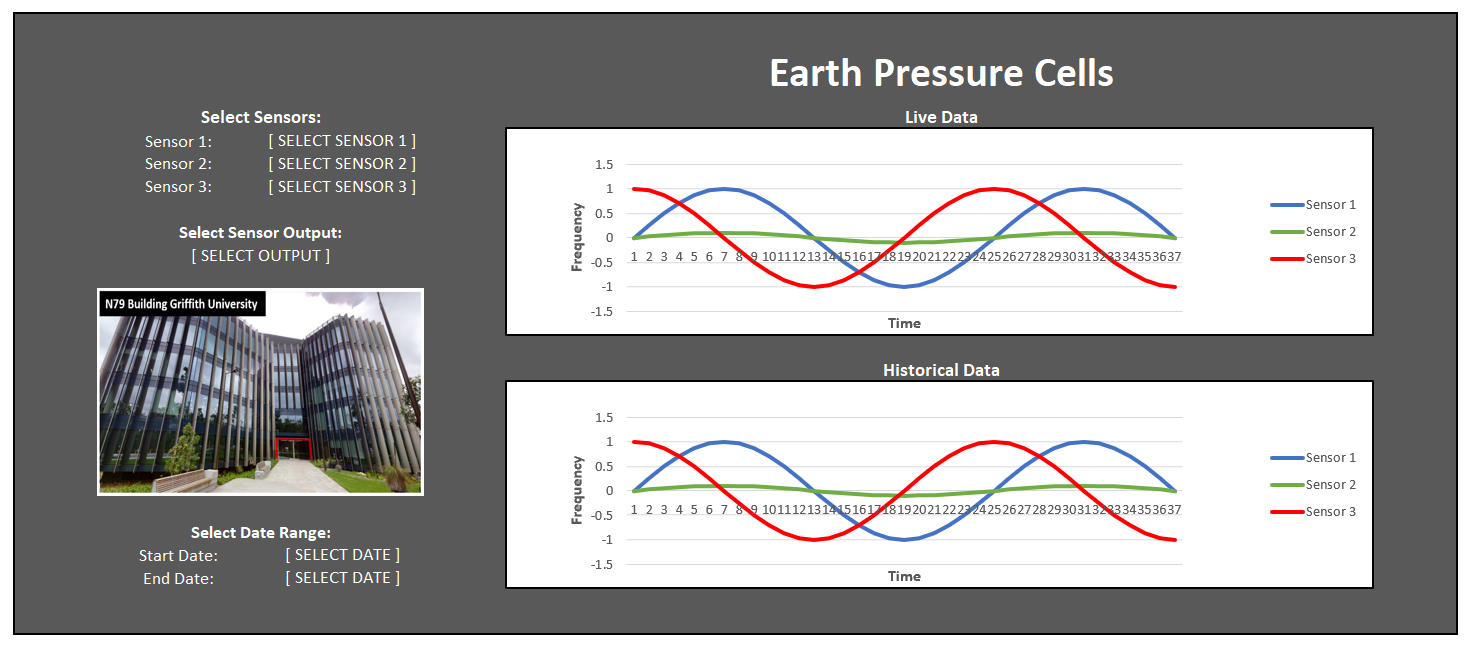 Earth Pressure Cells
Select Sensors:
Sensor 1: [ SELECT SENSOR 1 ]
Sensor 2: [ SELECT SENSOR 2 ]
Sensor 3: [ SELECT SENSOR 3 ]
Select Sensor Output:
[ SELECT OUTPUT ]
N79 Building Griffith University
Select Date Range:
Start Date: [ SELECT DATE ]
End Date: [ SELECT DATE ]
Live Data
1.5
1
0.5
0
-0.5
-1
-1.5
Frequency
1 2 3 4 5 6 7 8 9 10 11 12 13 14 15 16 17 18 19 20 21 22 23 24 25 26 27 28 29 30 31 32 33 34 35 36 37
Time
Sensor 1
Sensor 2
Sensor 3
Historical Data
1.5
1
0.5
0
-0.5
-1
-1.5
Frequency
1 2 3 4 5 6 7 8 9 10 11 12 13 14 15 16 17 18 19 20 21 22 23 24 25 26 27 28 29 30 31 32 33 34 35 36 37
Time
Sensor 1
Sensor 2
Sensor 3